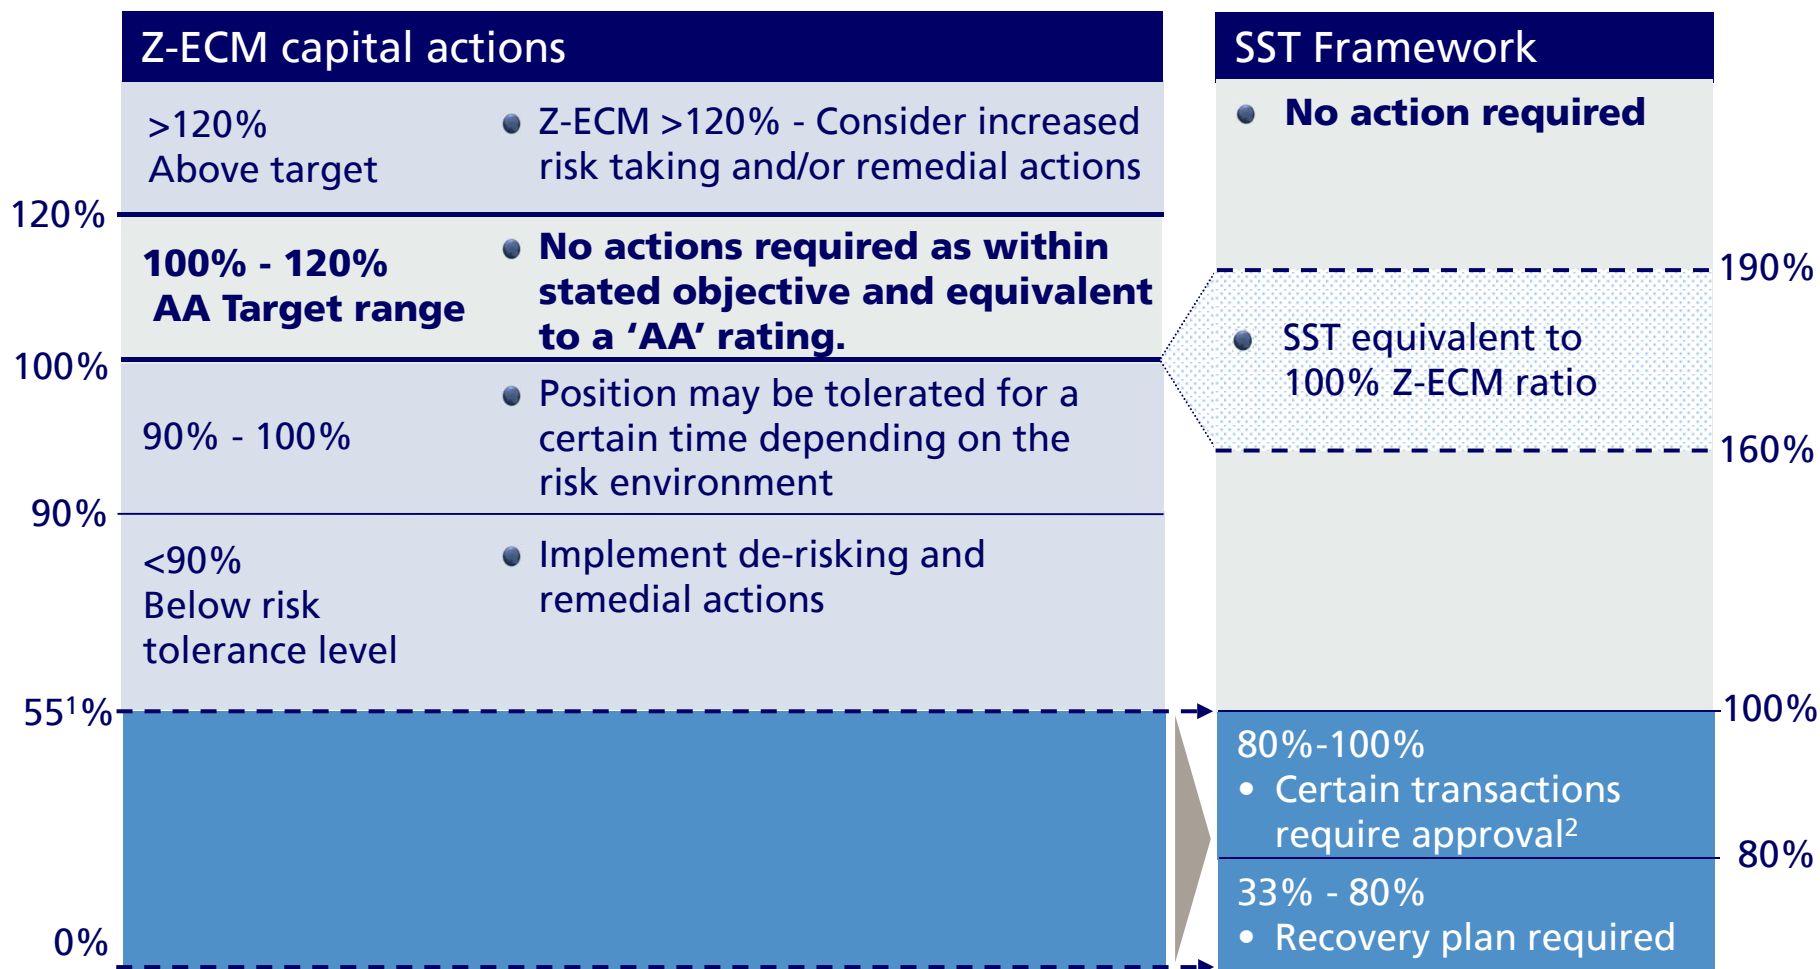 Z-ECM capital actions
>120%
Above target
• Z-ECM >120% - Consider increased
risk taking and/or remedial actions
120%
100% - 120%
AA Target range
• No actions required as within
stated objective and equivalent
to a ‘AA’ rating.
100%
90% - 100%
• Position may be tolerated for a
certain time depending on the
risk environment
90%
<90%
Below risk
tolerance level
• Implement de-risking and
remedial actions
55¹%
0%
SST Framework
• No action required
190%
• SST equivalent to
100% Z-ECM ratio
160%
100%
80%-100%
• Certain transactions
require approval²
80%
33% - 80%
• Recovery plan required